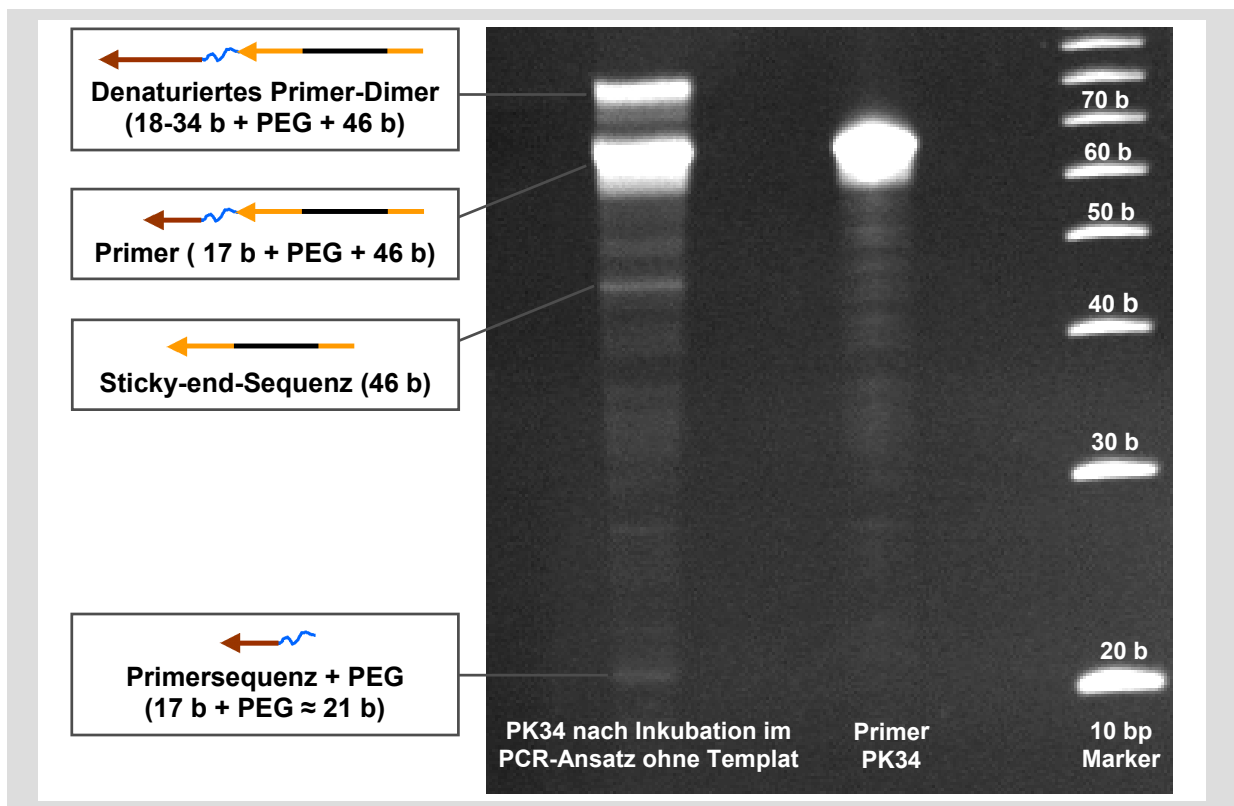 Denaturiertes Primer-Dimer
(18-34 b + PEG + 46 b)
Primer ( 17 b + PEG + 46 b)
Sticky-end-Sequenz (46 b)
Primersequenz + PEG
(17 b + PEG ≈ 21 b)
70 b
60 b
50 b
40 b
30 b
20 b
PK34 nach Inkubation im
PCR-Ansatz ohne Templat
Primer
PK34
10 bp
Marker